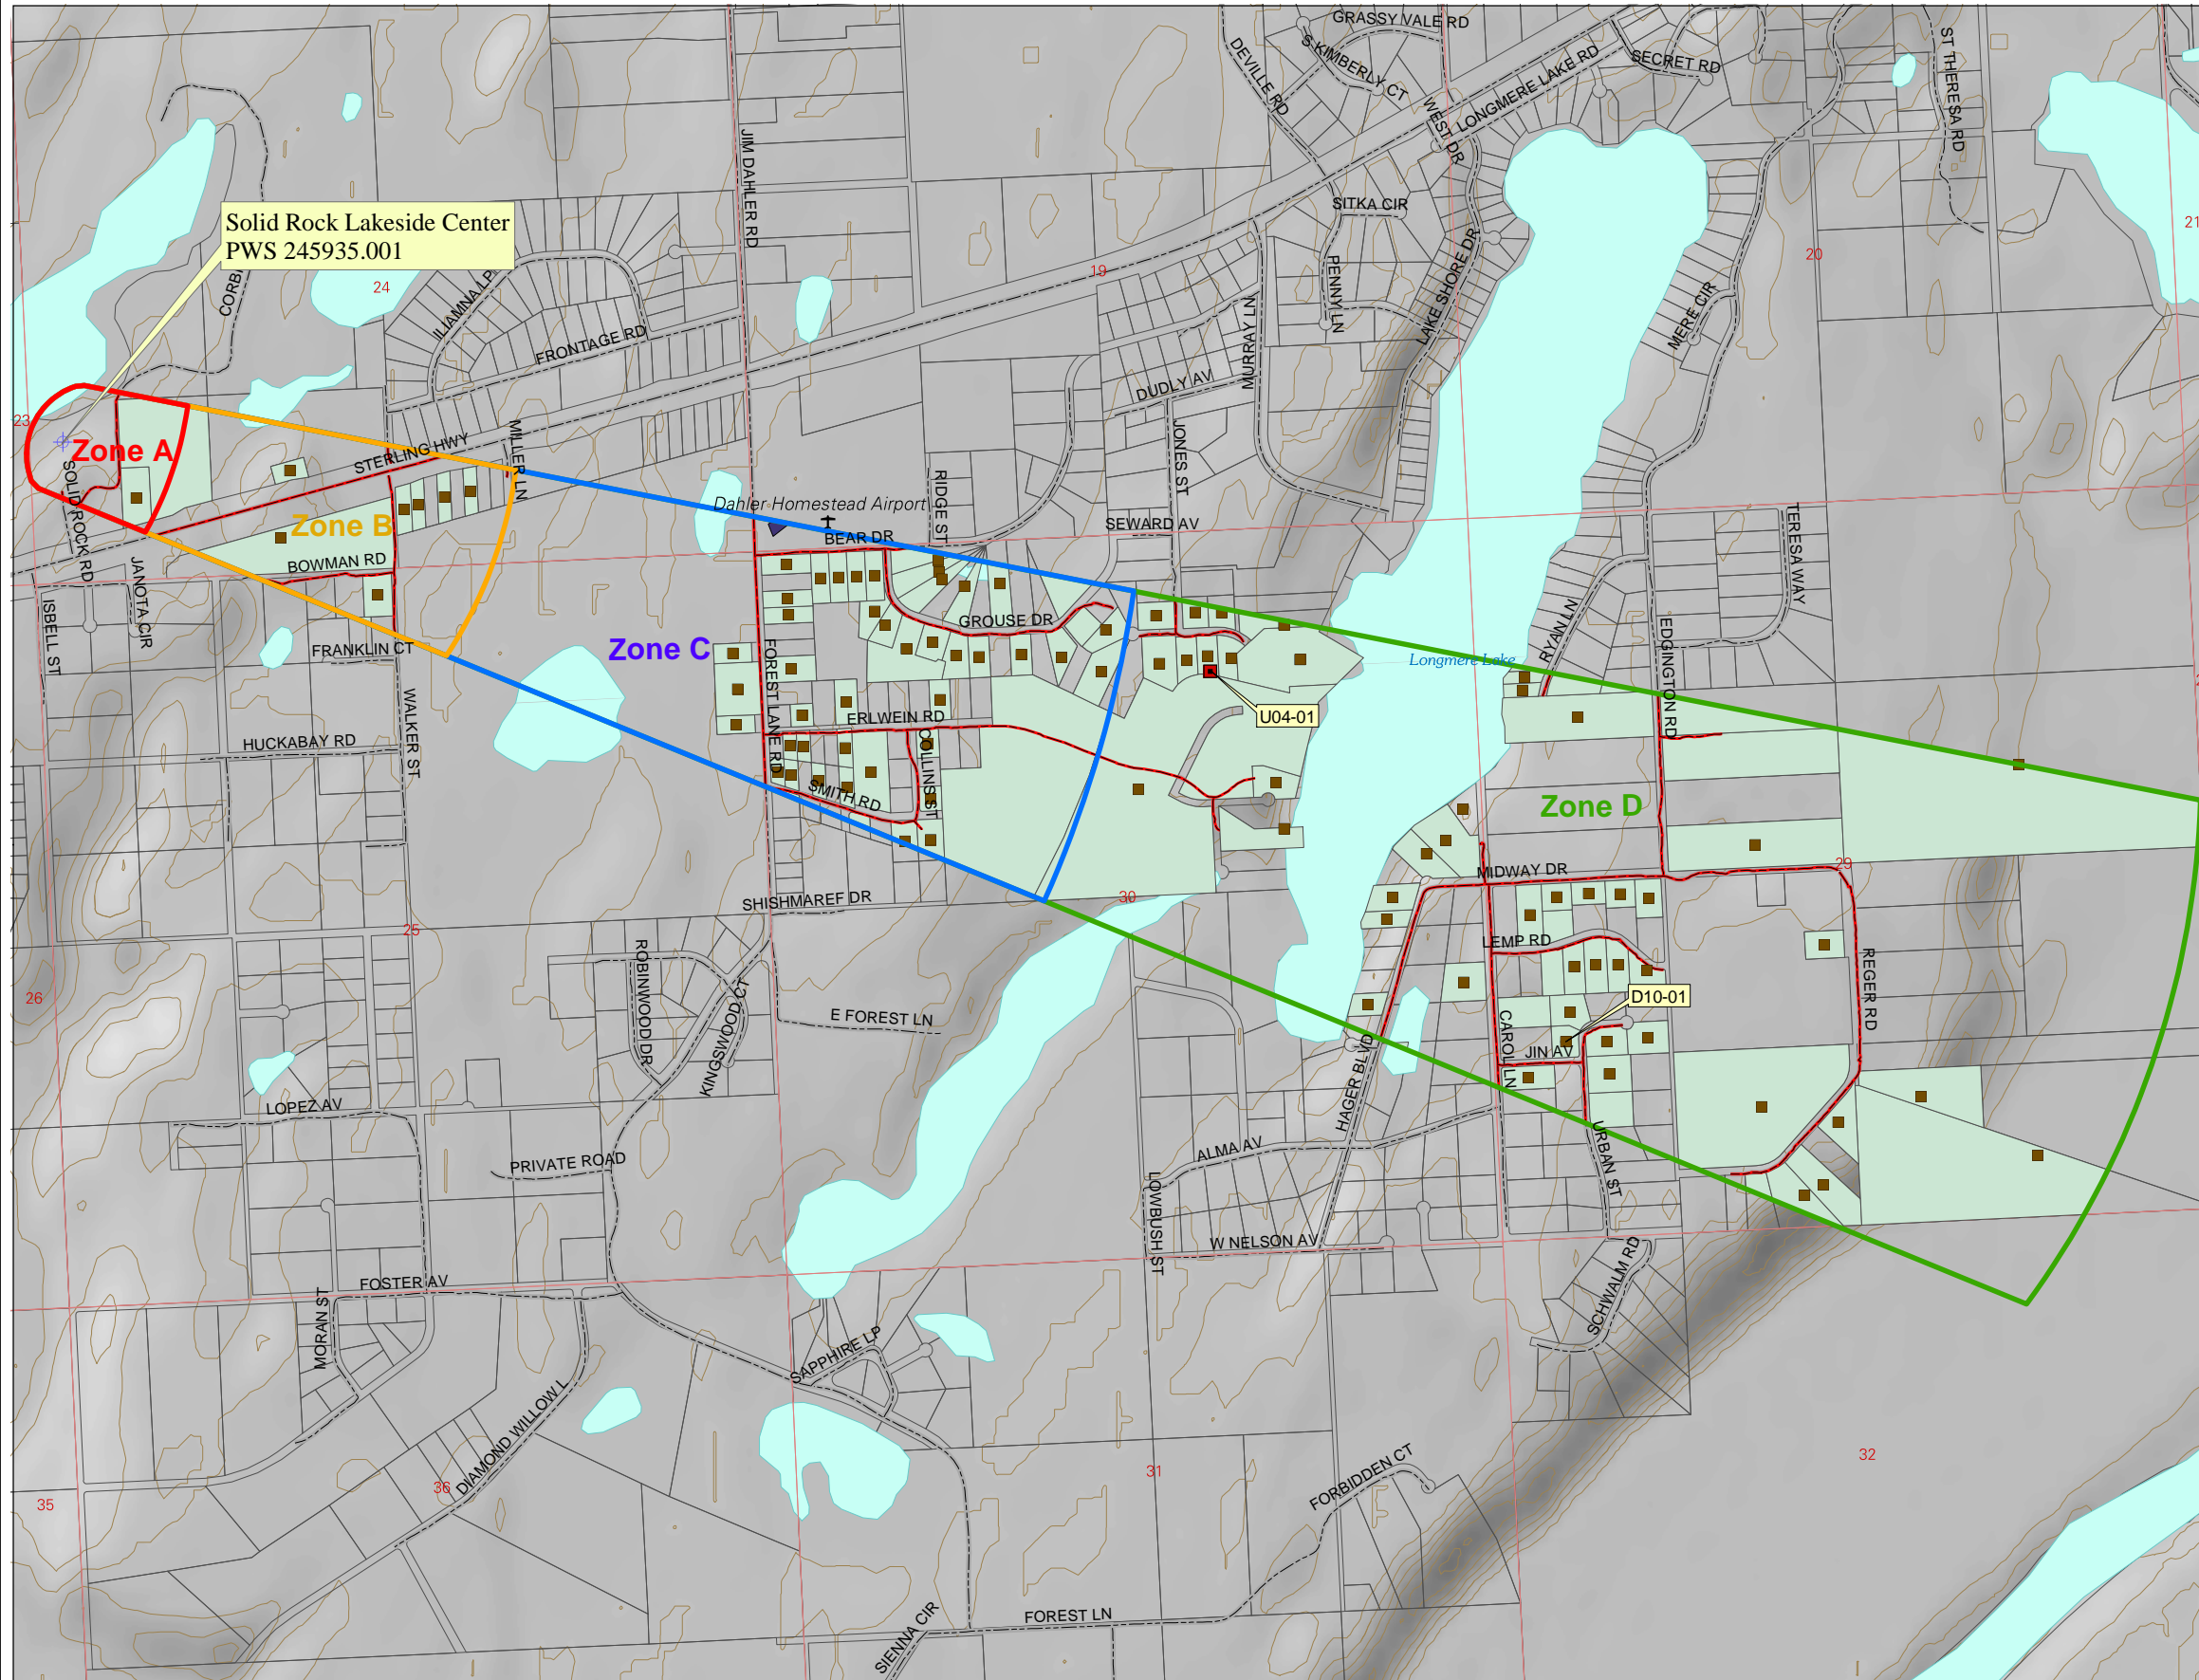 GRASSY VALE RD
S KIMBERLY CT
DEVILLE RD
SECRET RD
LONGMERE LAKE RD
WEST DR
ST THERESA RD
JIM DAHLER RD
SITKA CIR
Solid Rock Lakeside Center
PWS 245935.001
21
20
19
24
LAKE SHORE DR
PENNY LN
MURRAY LN
MERE CIR
ILIAMNA LP
FRONTAGE RD
DUDLY AV
23
Zone A
STERLING HWY
MILLER LN
JONES ST
RIDGE ST
Dahler Homestead Airport
SEWARD AV
TERESA WAY
Zone B
BEAR DR
SOLID ROCK RD
BOWMAN RD
JANOTA CIR
ISBELL ST
FRANKLIN CT
Zone C
GROUSE DR
FOREST LANE RD
RYAN LN
EDGINGTON RD
Longmere Lake
U04-01
WALKER ST
HUCKABAY RD
ERLWEIN RD
COLLINS ST
SMITH RD
Zone D
MIDWAY DR
29
30
SHISHMAREF DR
25
LEMP RD
REGER RD
26
ROBINWOOD DR
KINGSWOOD CT
E FOREST LN
D10-01
CAROL LN
JIN AV
HAGER BLVD
LOPEZ AV
PRIVATE ROAD
ALMA AV
URBAN ST
LOWBUSH ST
W NELSON AV
SCHWALM RD
FOSTER AV
MORAN ST
SAPPHIRE LP
DIAMOND WILLOW L
35
36
31
32
FORBIDDEN CT
FOREST LN
SIENNA CIR